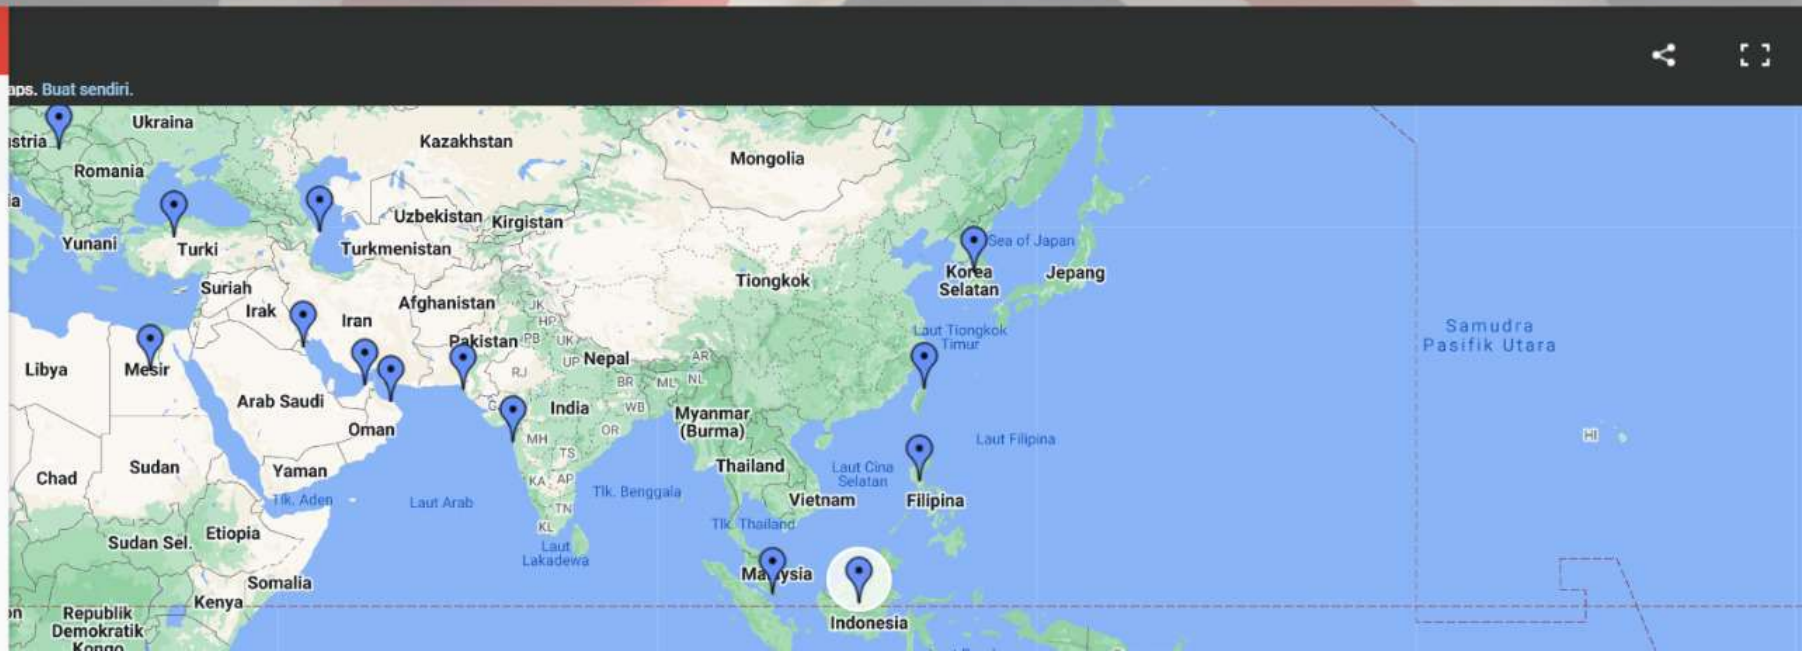 aps. Buat sendiri.
Ukraina
Kazakhstan
stria
Mongolia
Romania
ia
Uzbekistan
Kirgistan
Yunani
Turki
Turkmenistan
Sea of Japan
Korea
Selatan
Jepang
Tiongkok
Suriah
Afghanistan
Irak
Iran
JK
HP
PB
UK
Pakistan
Nepal
UP
AR
RJ
Laut Tiongkok
Timur
Samudra
Pasifik Utara
Libya
Mesir
BR
ML
NL
Arab Saudi
G
India
WB
Myanmar
(Burma)
Oman
OR
MH
Laut Filipina
HI
TS
Yaman
Sudan
Chad
KA
AP
Thailand
Laut Cina
Selatan
Tlk. Aden
Laut Arab
Tlk. Benggala
Vietnam
Filipina
TN
KL
Tlk. Thailand
Etiopia
Sudan Sel.
Laut
Lakadewa
Somalia
Malaysia
Kenya
on
Republik
Demokratik
Kongo
Indonesia